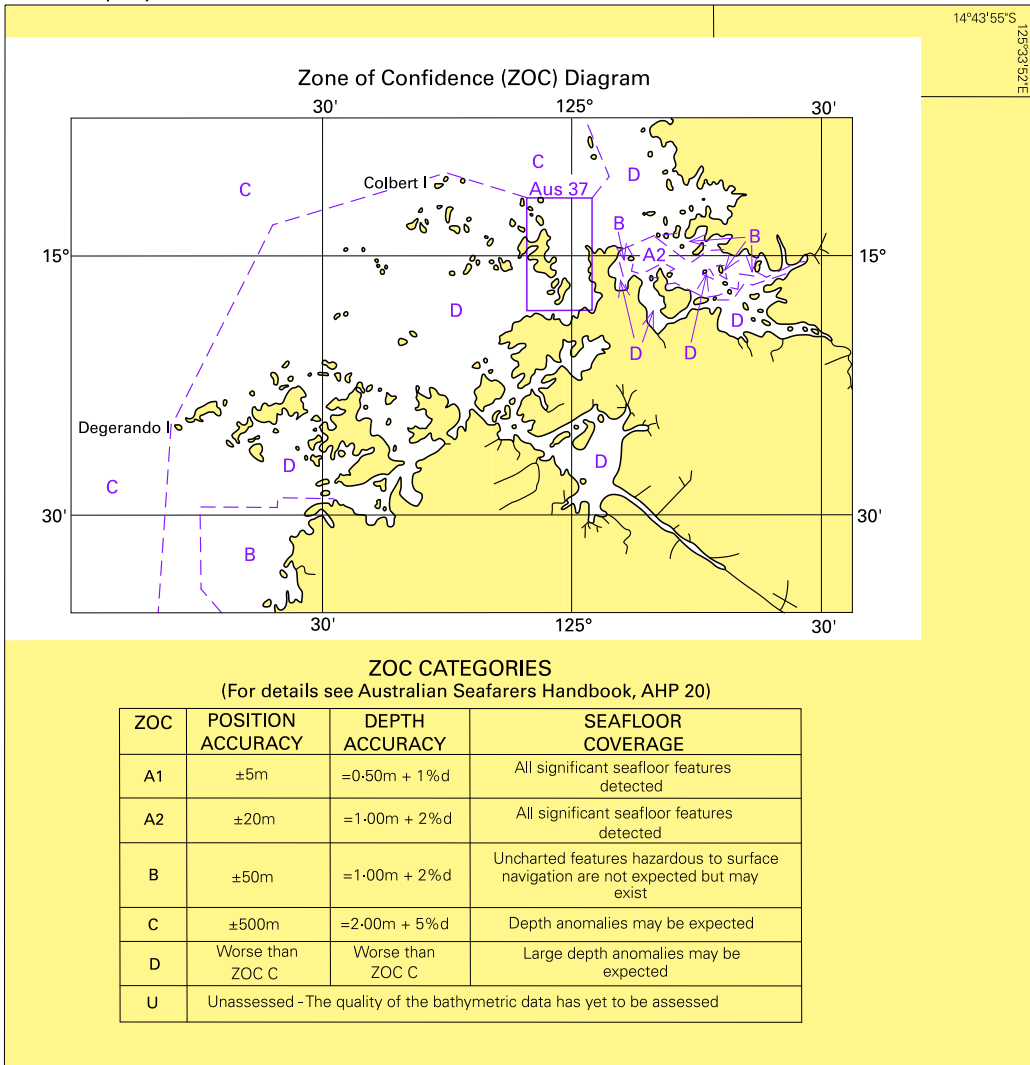 14°43'55"S
125°33'52"E
Zone of Confidence (ZOC) Diagram
30' 125° 30'
C
D
C
Colbert I
Aus 37
B
B
15° A2 15°
D
D
D D
Degerando I
D
D
C
30' 30'
B
30' 125° 30'
ZOC CATEGORIES
(For details see Australian Seafarers Handbook, AHP 20)
ZOC POSITION ACCURACY DEPTH ACCURACY SEAFLOOR COVERAGE
A1 ±5m =0·50m + 1%d All significant seafloor features
detected
A2 ±20m =1·00m + 2%d All significant seafloor features
detected
B ±50m =1·00m + 2%d Uncharted features hazardous to surface
navigation are not expected but may
exist
C ±500m =2·00m + 5%d Depth anomalies may be expected
D Worse than ZOC C Worse than ZOC C Large depth anomalies may be
expected
U Unassessed - The quality of the bathymetric data has yet to be assessed